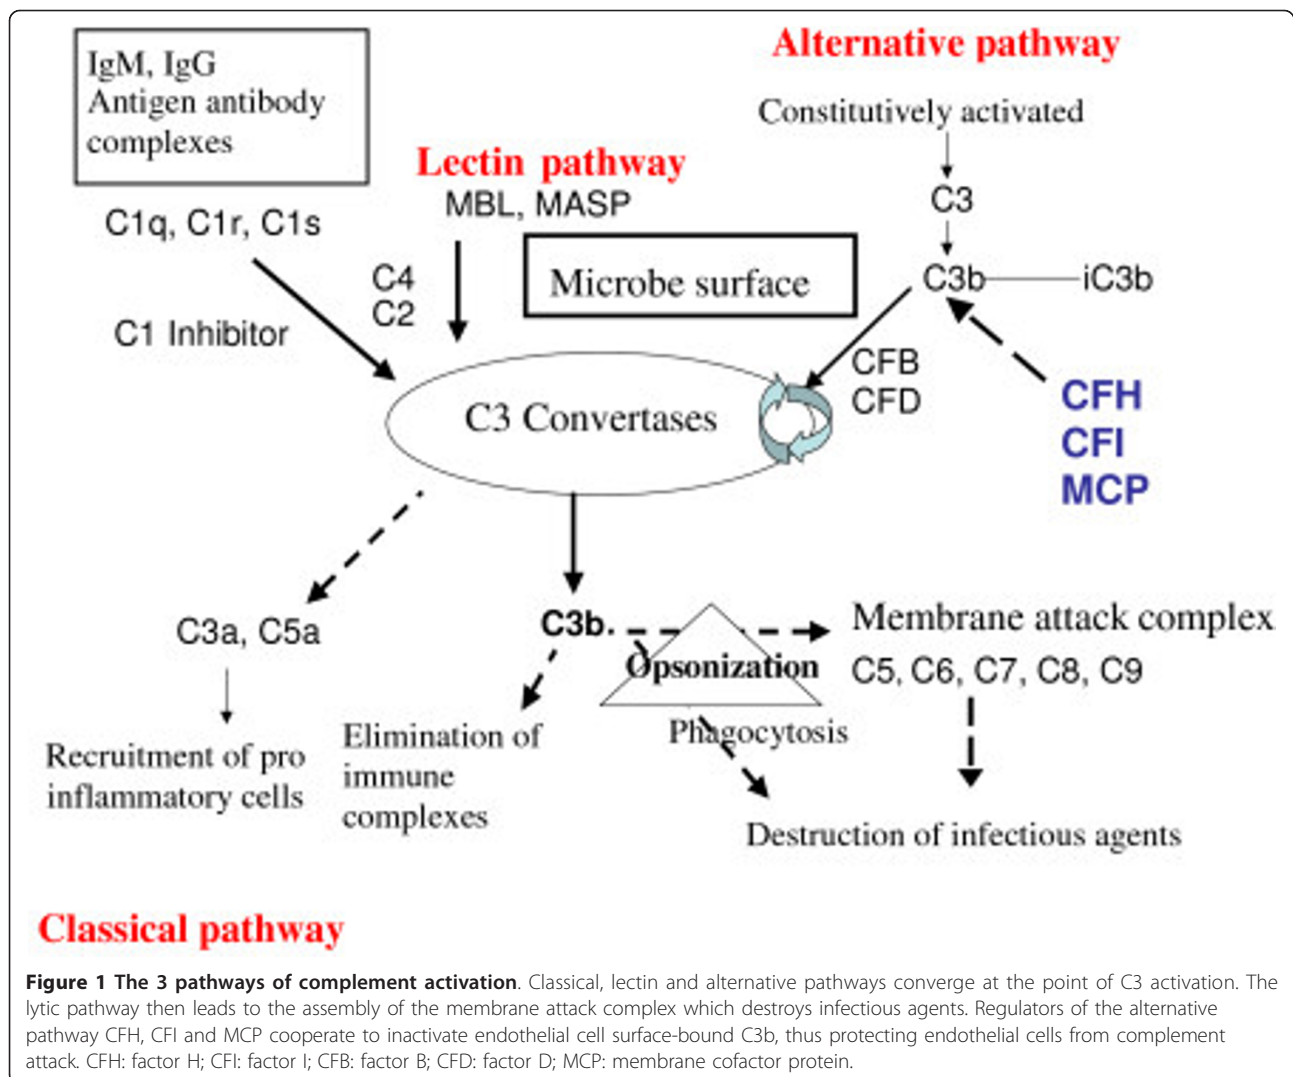 IgM, IgG
Antigen antibody
complexes
C1q, C1r, C1s
C1 Inhibitor
Lectin pathway
MBL, MASP
C4
C2
Microbe surface
Alternative pathway
Constitutively activated
C3
C3b
iC3b
CFB
CFD
CFH
CFI
MCP
C3 Convertases
C3a, C5a
Recruitment of pro
inflammatory cells
C3b
Elimination of
immune
complexes
Opsonization
Phagocytosis
Membrane attack complex
C5, C6, C7, C8, C9
Destruction of infectious agents
Classical pathway
Figure 1 The 3 pathways of complement activation. Classical, lectin and alternative pathways converge at the point of C3 activation. The
lytic pathway then leads to the assembly of the membrane attack complex which destroys infectious agents. Regulators of the alternative
pathway CFH, CFI and MCP cooperate to inactivate endothelial cell surface-bound C3b, thus protecting endothelial cells from complement
attack. CFH: factor H; CFI: factor I; CFB: factor B; CFD: factor D; MCP: membrane cofactor protein.